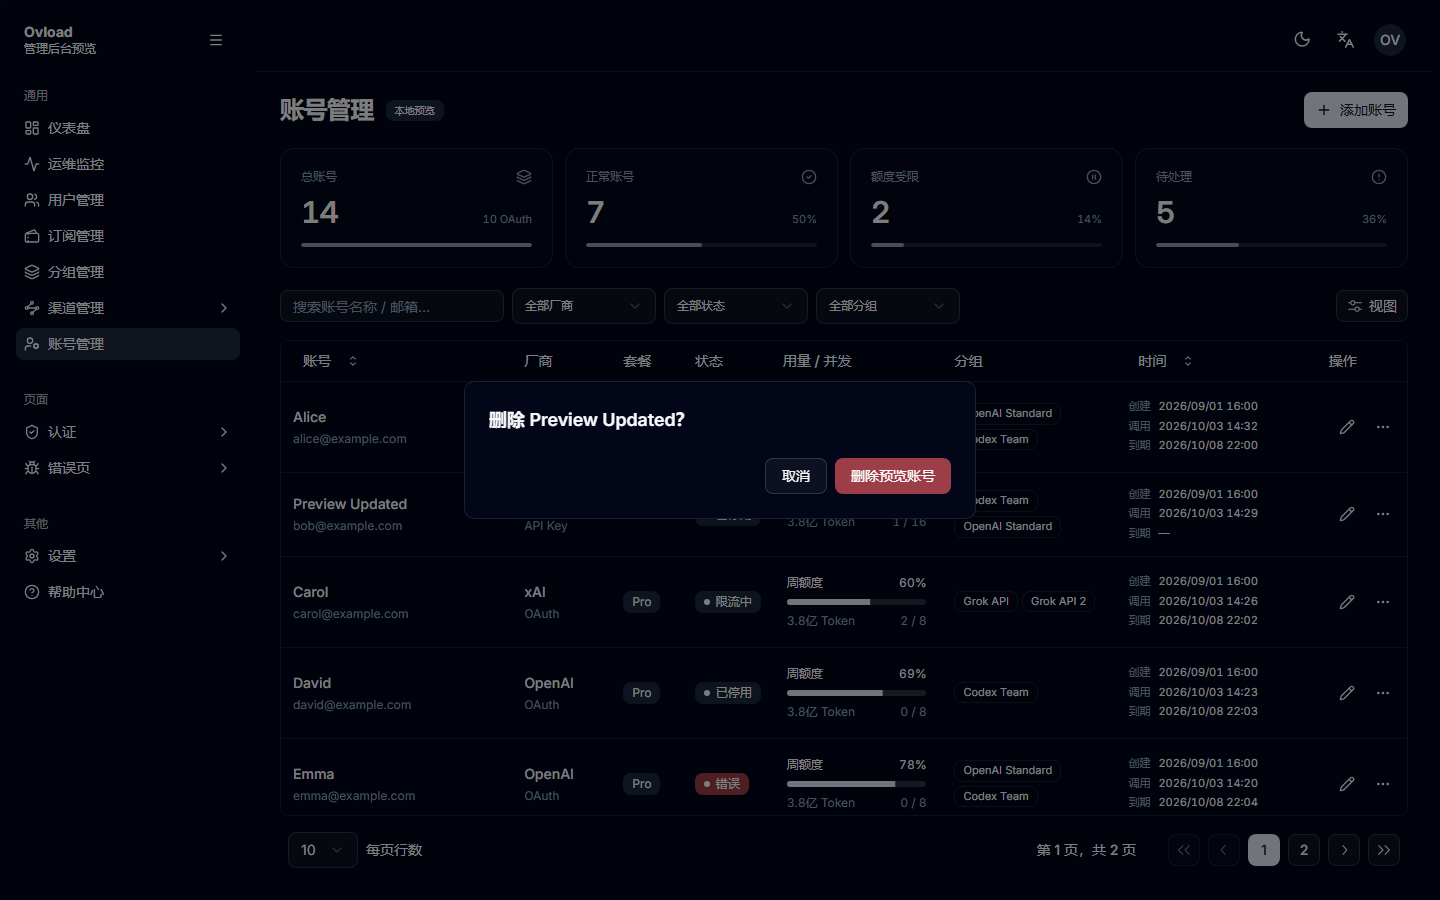 Ovload
管理后台预览
OV
通用
仪表盘
运维监控
用户管理
订阅管理
分组管理
渠道管理
账号管理
页面
认证
错误页
其他
设置
帮助中心
账号管理 本地预览
添加账号
总账号
14
10 OAuth
正常账号
7
50%
额度受限
2
14%
待处理
5
36%
搜索账号名称 / 邮箱...
全部厂商
全部状态
全部分组
视图
账号 厂商 套餐 状态 用量 / 并发 分组 时间 操作
Alice
alice@example.com
OpenAI Standard
Codex Team
创建 2026/09/01 16:00
调用 2026/10/03 14:32
到期 2026/10/08 22:00
删除 Preview Updated?
取消
删除预览账号
Preview Updated
bob@example.com
API Key
3.8亿 Token 1 / 16
Codex Team
OpenAI Standard
创建 2026/09/01 16:00
调用 2026/10/03 14:29
到期 —
Carol
carol@example.com
xAI
OAuth
Pro
限流中
周额度 60%
3.8亿 Token 2 / 8
Grok API Grok API 2
创建 2026/09/01 16:00
调用 2026/10/03 14:26
到期 2026/10/08 22:02
David
david@example.com
OpenAI
OAuth
Pro
已停用
周额度 69%
3.8亿 Token 0 / 8
Codex Team
创建 2026/09/01 16:00
调用 2026/10/03 14:23
到期 2026/10/08 22:03
Emma
emma@example.com
OpenAI
OAuth
Pro
错误
周额度 78%
3.8亿 Token 0 / 8
OpenAI Standard
Codex Team
创建 2026/09/01 16:00
调用 2026/10/03 14:20
到期 2026/10/08 22:04
10 每页行数
第 1 页，共 2 页
1 2